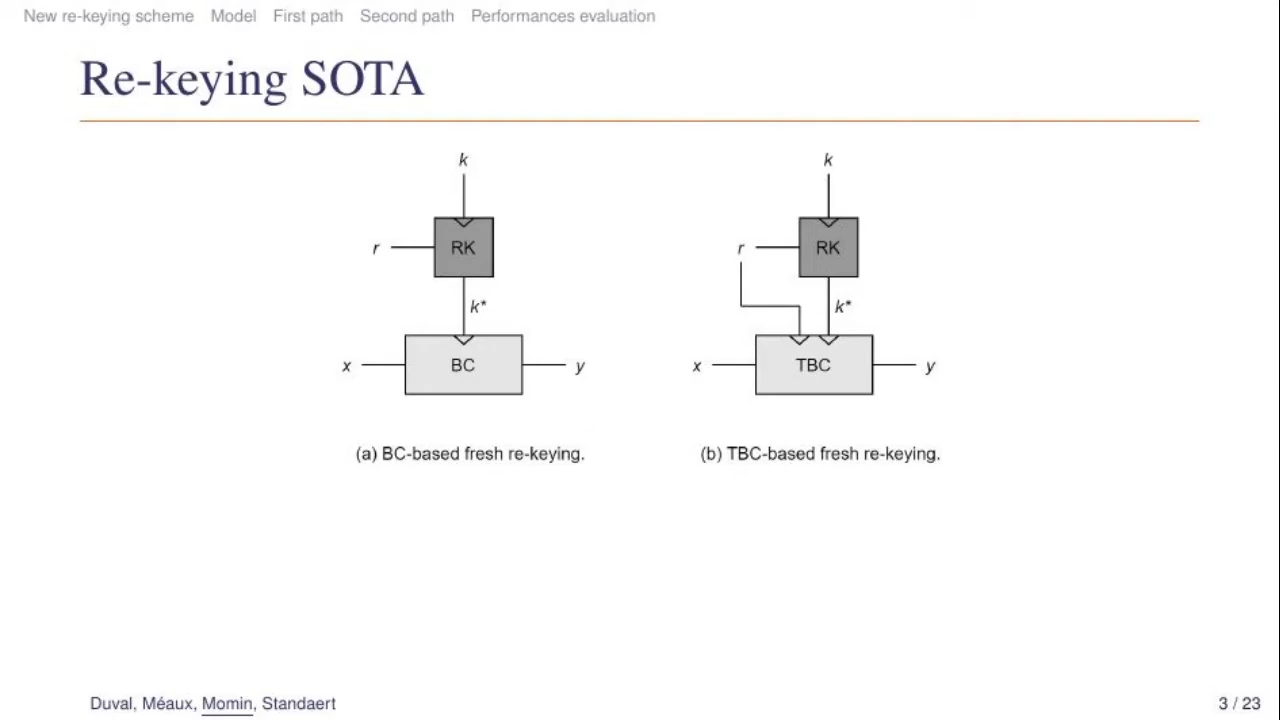 New re-keying scheme Model First path Second path Performances evaluation
Re-keying SOTA
k
r
RK
k*
x
BC
y
(a) BC-based fresh re-keying.
k
r
RK
k*
x
TBC
y
(b) TBC-based fresh re-keying.
Duval, Méaux, Momin, Standaert
3 / 23